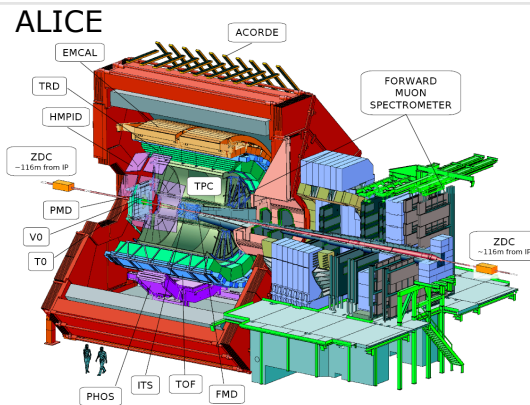 ALICE
ACORDE
EMCAL
TRD
HMPID
FORWARD
MUON
SPECTROMETER
ZDC
~116m from IP
TPC
PMD
V0
T0
ZDC
~116m from IP
PHOS
ITS
TOF
FMD